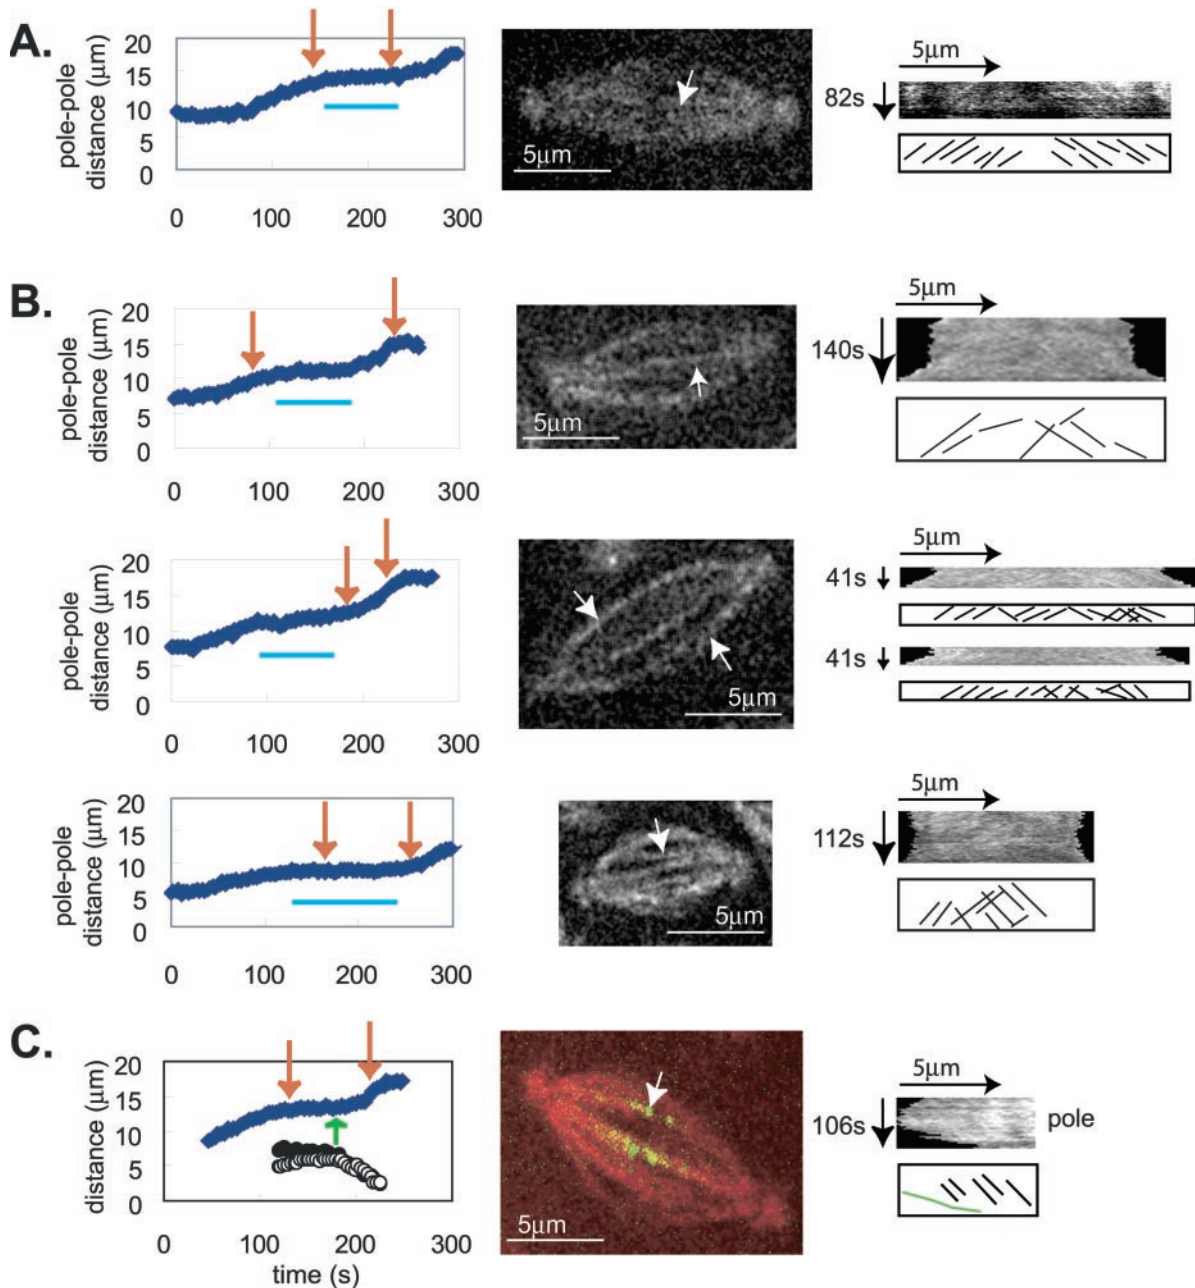 A.
pole-pole
distance (μm)
20
15
10
5
0
0 100 200 300
5μm
5μm
82s
B.
pole-pole
distance (μm)
20
15
10
5
0
0 100 200 300
5μm
5μm
140s
pole-pole
distance (μm)
20
15
10
5
0
0 100 200 300
5μm
5μm
41s
41s
pole-pole
distance (μm)
20
15
10
5
0
0 100 200 300
5μm
5μm
112s
C.
distance (μm)
20
15
10
5
0
0 100 200 300
time (s)
5μm
5μm
106s
pole